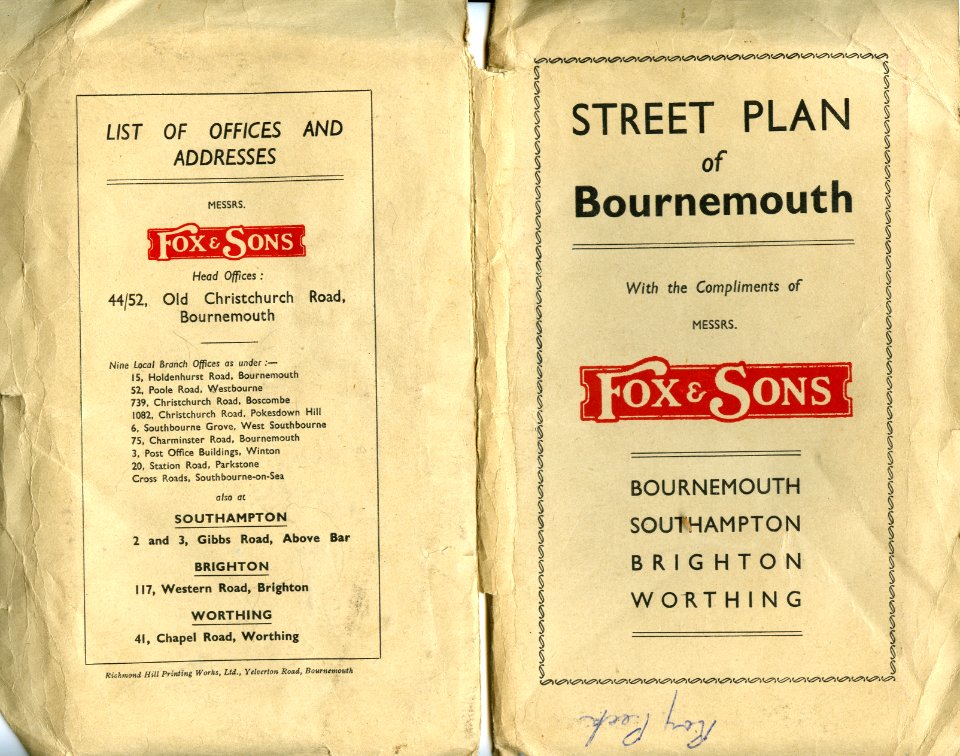 LIST OF OFFICES AND
ADDRESSES
MESSRS.
FOX & SONS
Head Offices :
44/52, Old Christchurch Road,
Bournemouth
Nine Local Branch Offices as under :—
15, Holdenhurst Road, Bournemouth
52, Poole Road, Westbourne
739, Christchurch Road, Boscombe
1082, Christchurch Road, Pokesdown Hill
6, Southbourne Grove, West Southbourne
75, Charminster Road, Bournemouth
3, Post Office Buildings, Winton
20, Station Road, Parkstone
Cross Roads, Southbourne-on-Sea
also at
SOUTHAMPTON
2 and 3, Gibbs Road, Above Bar
BRIGHTON
117, Western Road, Brighton
WORTHING
41, Chapel Road, Worthing
Richmond Hill Printing Works, Ltd., Yelverton Road, Bournemouth
STREET PLAN
of
Bournemouth
With the Compliments of
MESSRS.
FOX & SONS
BOURNEMOUTH
SOUTHAMPTON
BRIGHTON
WORTHING
Roy Peck